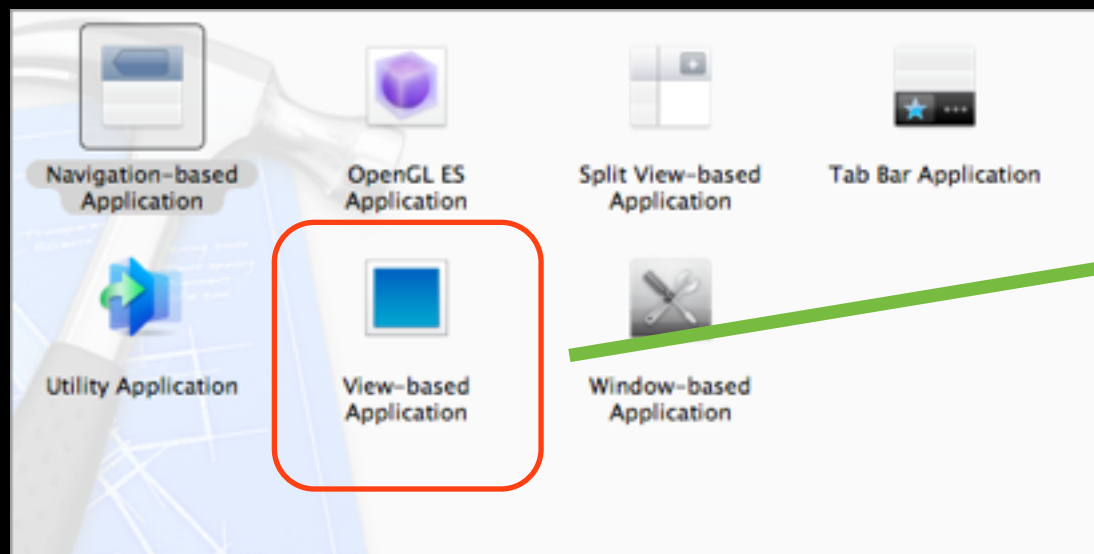 Navigation-based
Application
OpenGL ES
Application
Split View-based
Application
Tab Bar Application
Utility Application
View-based
Application
Window-based
Application